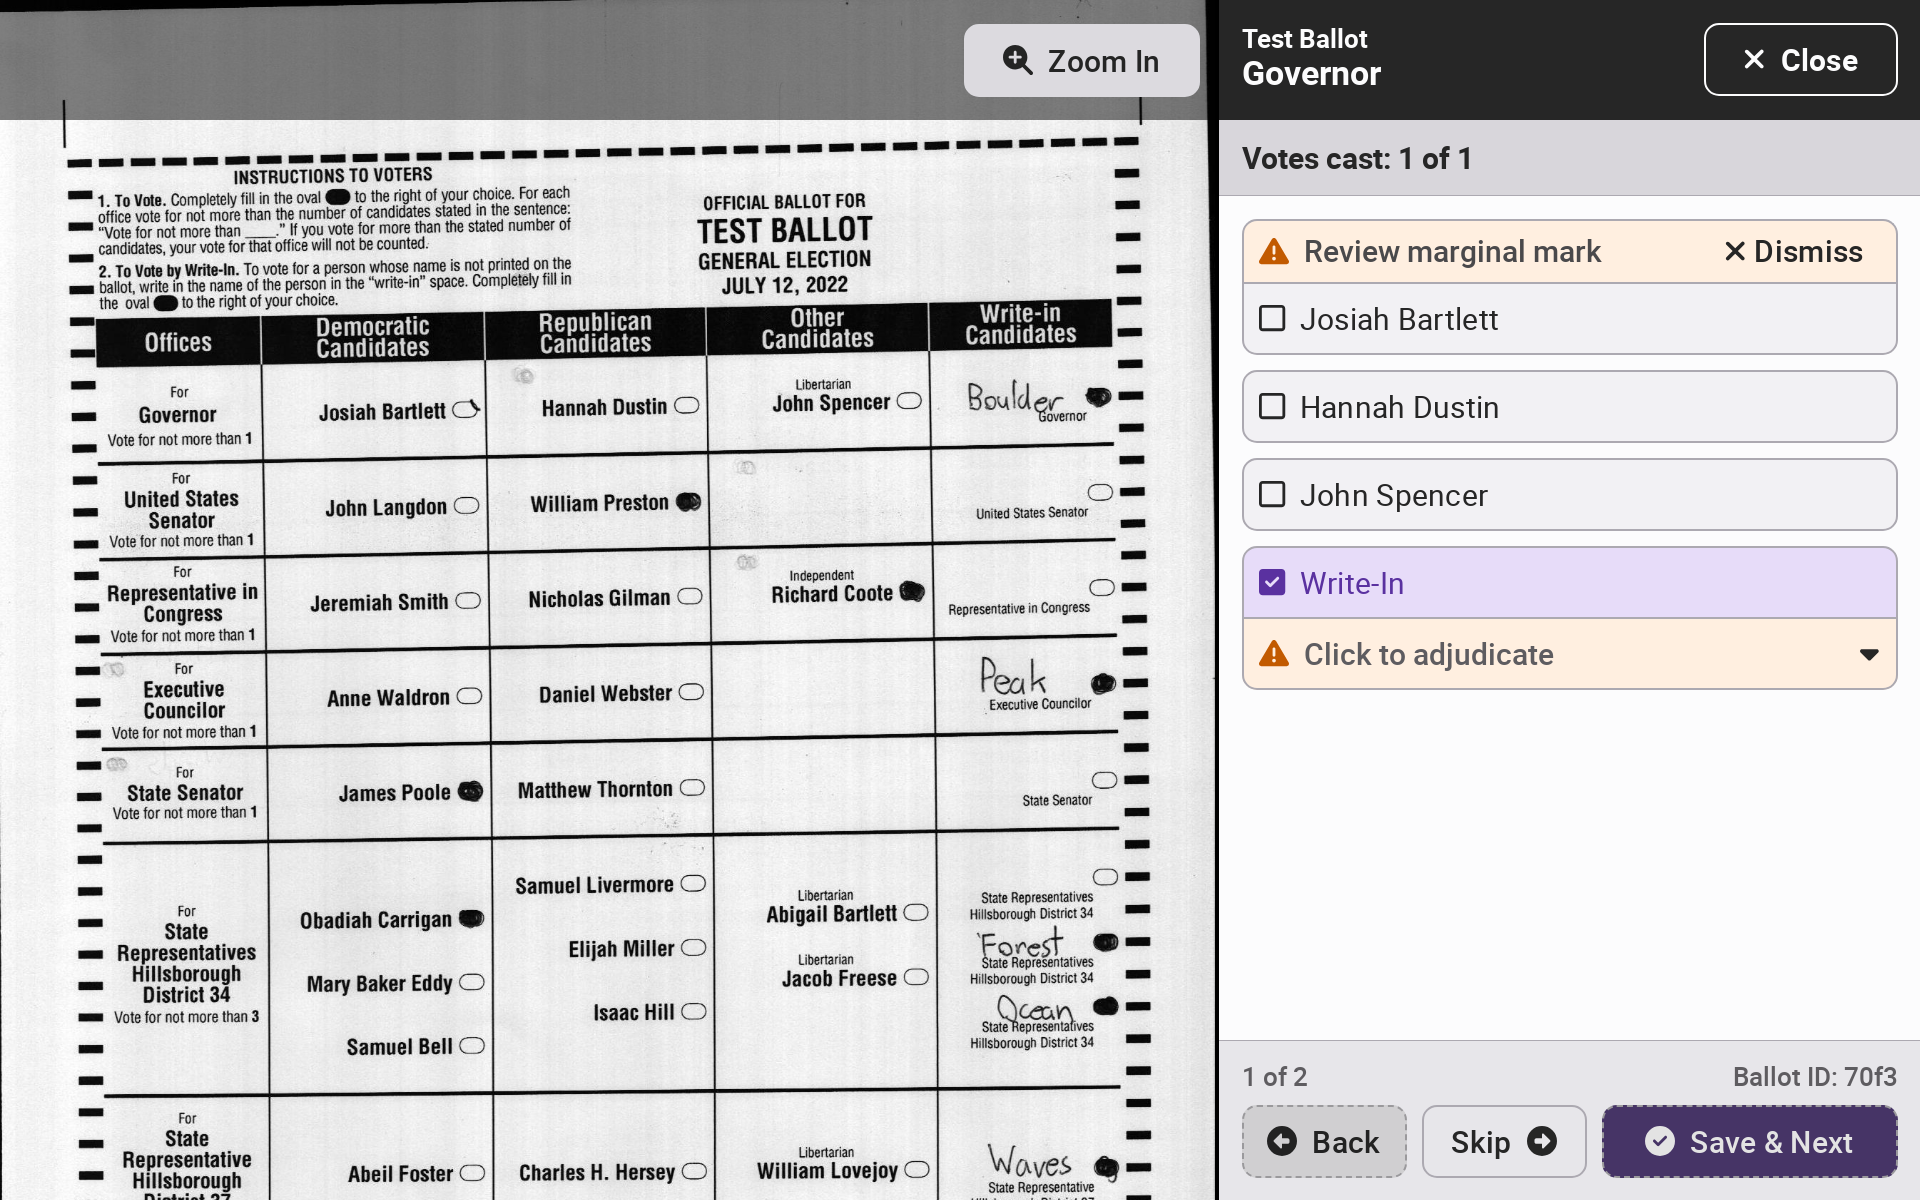 Zoom In
Test Ballot
Governor
Close
Votes cast: 1 of 1
Review marginal mark
Dismiss
Josiah Bartlett
Hannah Dustin
John Spencer
Write-In
Click to adjudicate
1 of 2
Ballot ID: 70f3
Back
Skip
Save & Next
INSTRUCTIONS TO VOTERS
1. To Vote. Completely fill in the oval to the right of your choice. For each
office vote for not more than the number of candidates stated in the sentence:
“Vote for not more than ____.” If you vote for more than the stated number of
candidates, your vote for that office will not be counted.
2. To Vote by Write-In. To vote for a person whose name is not printed on the
ballot, write in the name of the person in the “write-in” space. Completely fill in
the oval to the right of your choice.
OFFICIAL BALLOT FOR
TEST BALLOT
GENERAL ELECTION
JULY 12, 2022
Offices
Democratic
Candidates
Republican
Candidates
Other
Candidates
Write-in
Candidates
For
Governor
Vote for not more than 1
Josiah Bartlett
Hannah Dustin
Libertarian
John Spencer
Boulder
Governor
For
United States
Senator
Vote for not more than 1
John Langdon
William Preston
United States Senator
For
Representative in
Congress
Vote for not more than 1
Jeremiah Smith
Nicholas Gilman
Independent
Richard Coote
Representative in Congress
For
Executive
Councilor
Vote for not more than 1
Anne Waldron
Daniel Webster
Peak
Executive Councilor
For
State Senator
Vote for not more than 1
James Poole
Matthew Thornton
State Senator
For
State
Representatives
Hillsborough
District 34
Vote for not more than 3
Obadiah Carrigan
Mary Baker Eddy
Samuel Bell
Samuel Livermore
Elijah Miller
Isaac Hill
Libertarian
Abigail Bartlett
Libertarian
Jacob Freese
State Representatives
Hillsborough District 34
Forest
State Representatives
Hillsborough District 34
Ocean
State Representatives
Hillsborough District 34
For
State
Representative
Hillsborough
Abeil Foster
Charles H. Hersey
Libertarian
William Lovejoy
Waves
State Representative